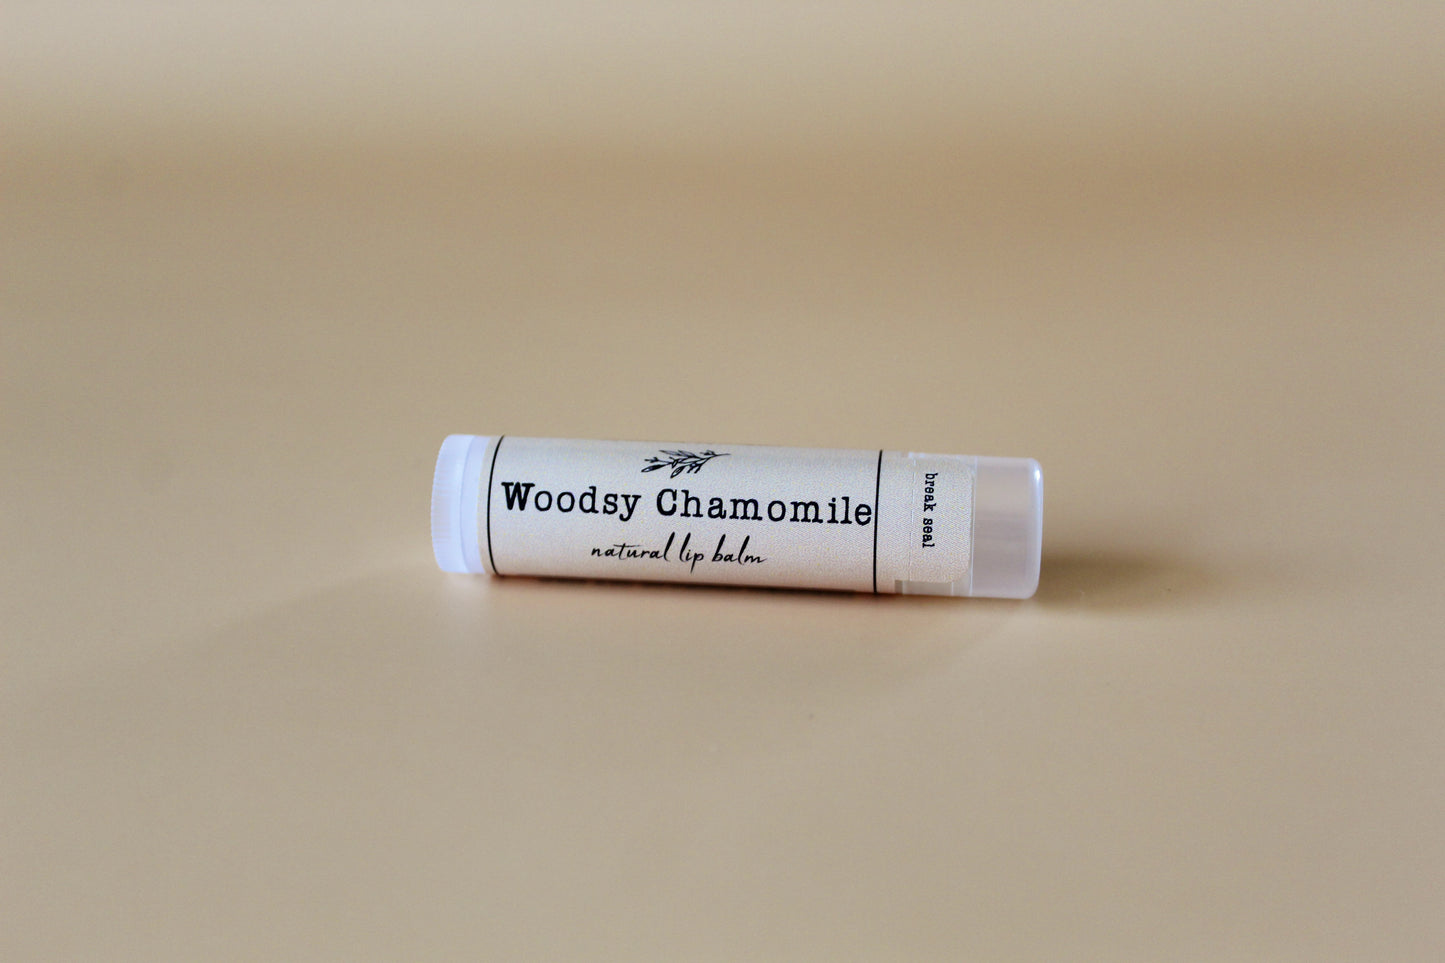 Woodsy Chamomile
natural lip balm
break seal